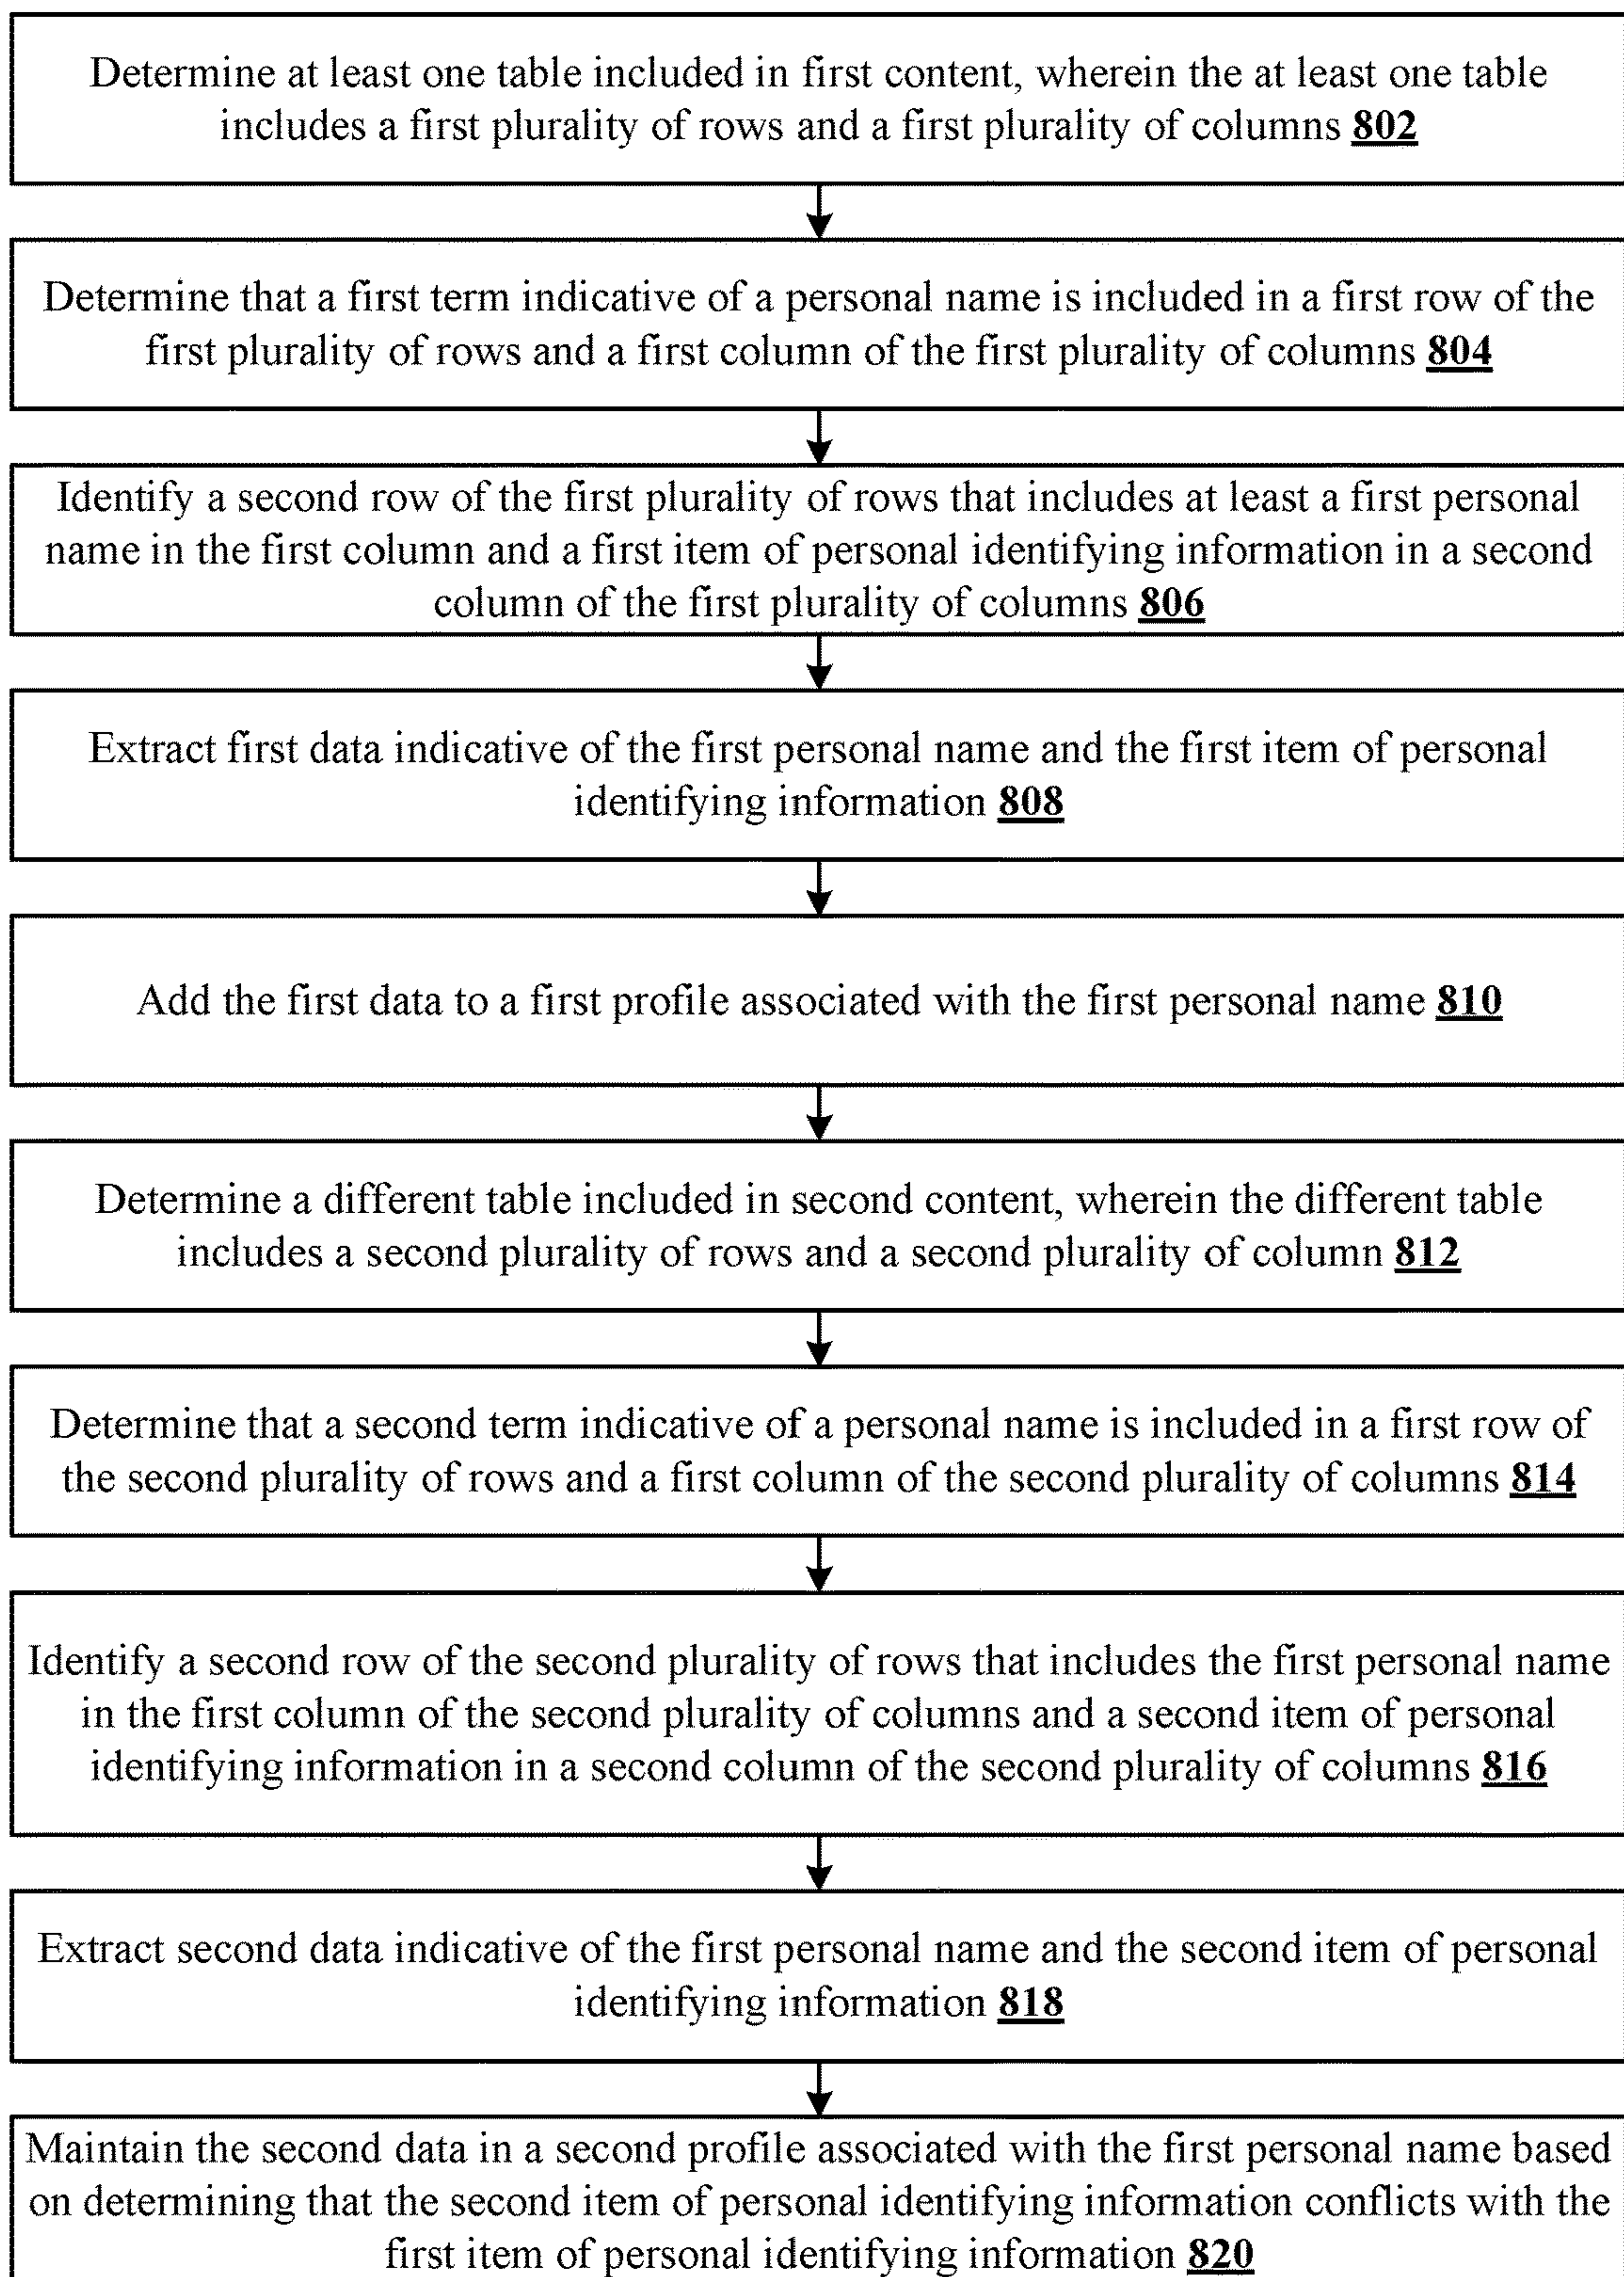 Determine at least one table included in first content, wherein the at least one table
includes a first plurality of rows and a first plurality of columns 802
Determine that a first term indicative of a personal name is included in a first row of the
first plurality of rows and a first column of the first plurality of columns 804
Identify a second row of the first plurality of rows that includes at least a first personal
name in the first column and a first item of personal identifying information in a second
column of the first plurality of columns 806
Extract first data indicative of the first personal name and the first item of personal
identifying information 808
Add the first data to a first profile associated with the first personal name 810
Determine a different table included in second content, wherein the different table
includes a second plurality of rows and a second plurality of column 812
Determine that a second term indicative of a personal name is included in a first row of
the second plurality of rows and a first column of the second plurality of columns 814
Identify a second row of the second plurality of rows that includes the first personal name
in the first column of the second plurality of columns and a second item of personal
identifying information in a second column of the second plurality of columns 816
Extract second data indicative of the first personal name and the second item of personal
identifying information 818
Maintain the second data in a second profile associated with the first personal name based
on determining that the second item of personal identifying information conflicts with the
first item of personal identifying information 820